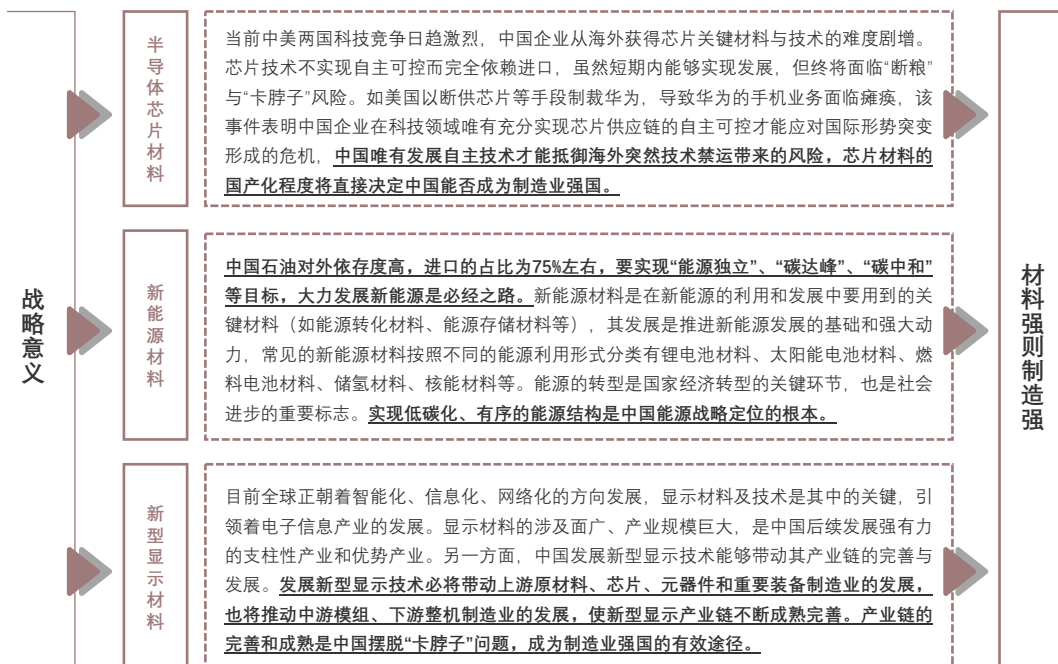 战略意义
半导体芯片材料
当前中美两国科技竞争日趋激烈，中国企业从海外获得芯片关键材料与技术的难度剧增。
芯片技术不实现自主可控而完全依赖进口，虽然短期内能够实现发展，但终将面临“断粮”
与“卡脖子”风险。如美国以断供芯片等手段制裁华为，导致华为的手机业务面临瘫痪，该
事件表明中国企业在科技领域唯有充分实现芯片供应链的自主可控才能应对国际形势突变
形成的危机，中国唯有发展自主技术才能抵御海外突然技术禁运带来的风险，芯片材料的
国产化程度将直接决定中国能否成为制造业强国。
新能源材料
中国石油对外依存度高，进口的占比为75%左右，要实现“能源独立”、“碳达峰”、“碳中和”
等目标，大力发展新能源是必经之路。新能源材料是在新能源的利用和发展中要用到的关
键材料（如能源转化材料、能源存储材料等），其发展是推进新能源发展的基础和强大动
力，常见的新能源材料按照不同的能源利用形式分类有锂电池材料、太阳能电池材料、燃
料电池材料、储氢材料、核能材料等。能源的转型是国家经济转型的关键环节，也是社会
进步的重要标志。实现低碳化、有序的能源结构是中国能源战略定位的根本。
新型显示材料
目前全球正朝着智能化、信息化、网络化的方向发展，显示材料及技术是其中的关键，引
领着电子信息产业的发展。显示材料的涉及面广、产业规模巨大，是中国后续发展强有力
的支柱性产业和优势产业。另一方面，中国发展新型显示技术能够带动其产业链的完善与
发展。发展新型显示技术必将带动上游原材料、芯片、元器件和重要装备制造业的发展，
也将推动中游模组、下游整机制造业的发展，使新型显示产业链不断成熟完善。产业链的
完善和成熟是中国摆脱“卡脖子”问题，成为制造业强国的有效途径。
材料强则制造强